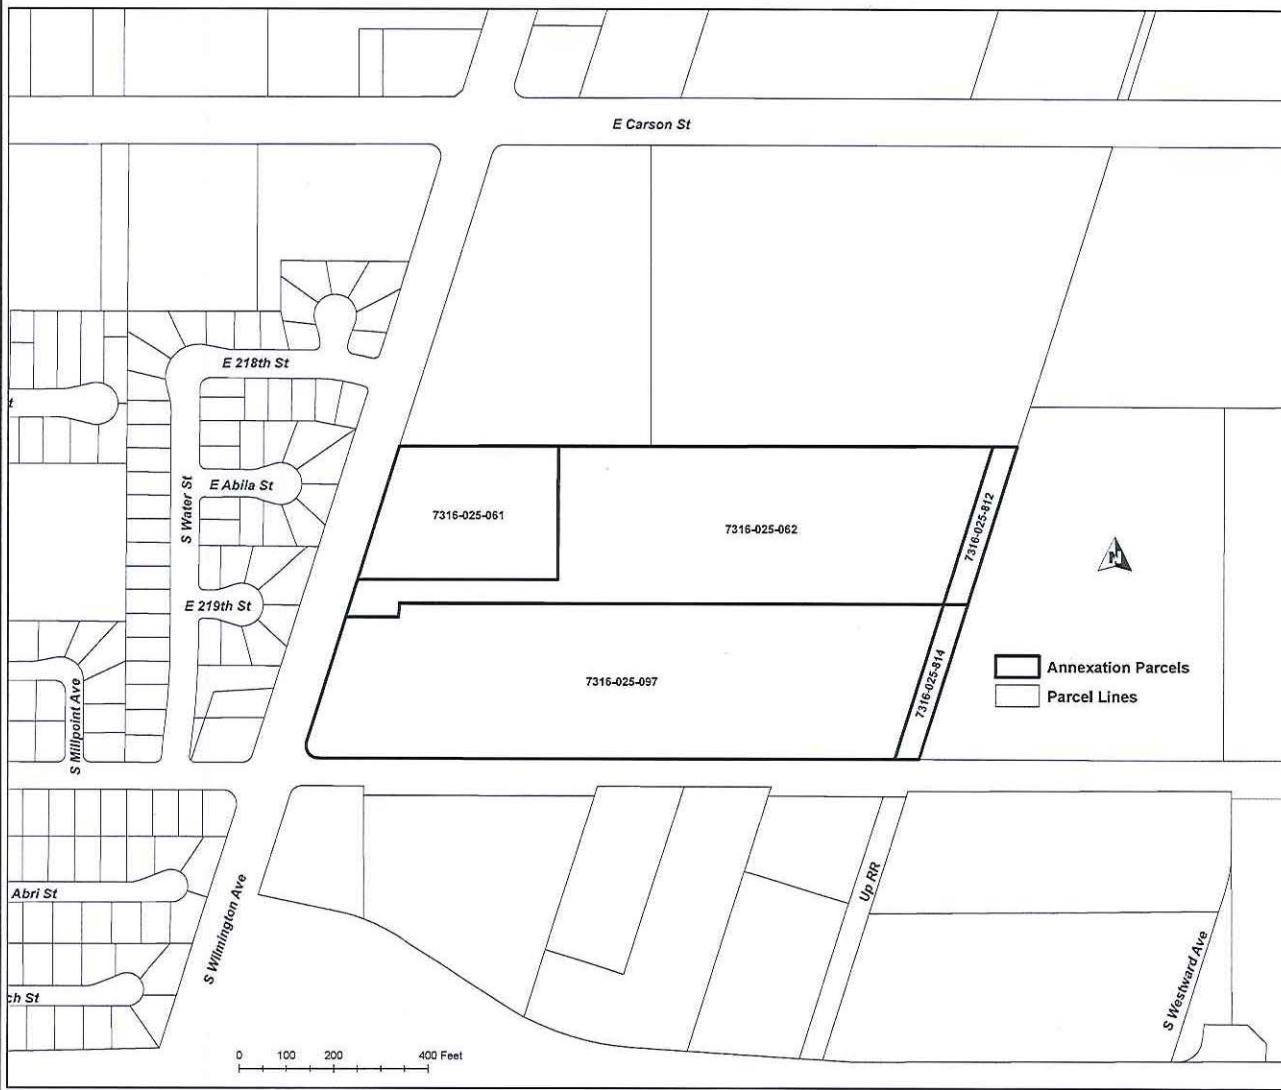 E Carson St
E 218th St
t
E Abila St
S Water St
7316-025-061
7316-025-062
7316-025-812
N
E 219th St
7316-025-097
7316-025-814
Annexation Parcels
Parcel Lines
S Millpoint Ave
Abri St
Up RR
S Wilmington Ave
S Westward Ave
ch St
0 100 200 400 Feet